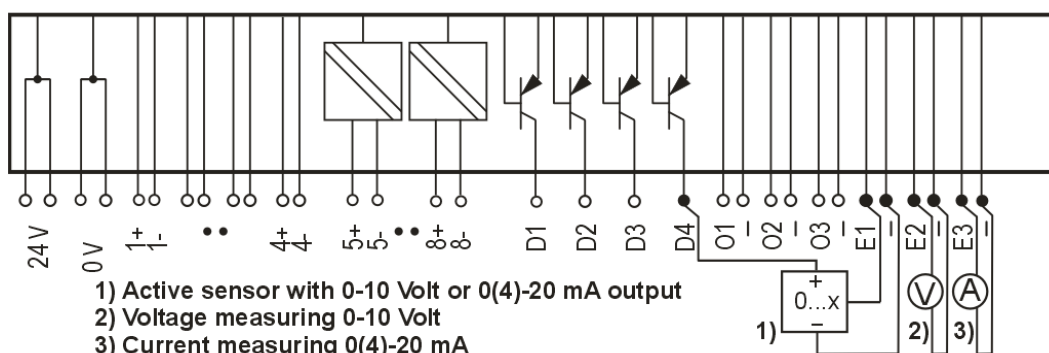 24 V
0 V
1+
1-
••
4+
4-
5+
5-
••
8+
8-
D1
D2
D3
D4
O1
–
O2
–
O3
–
E1
–
E2
–
E3
–
+
0...x
–
1)
V
2)
A
3)
1) Active sensor with 0-10 Volt or 0(4)-20 mA output
2) Voltage measuring 0-10 Volt
3) Current measuring 0(4)-20 mA